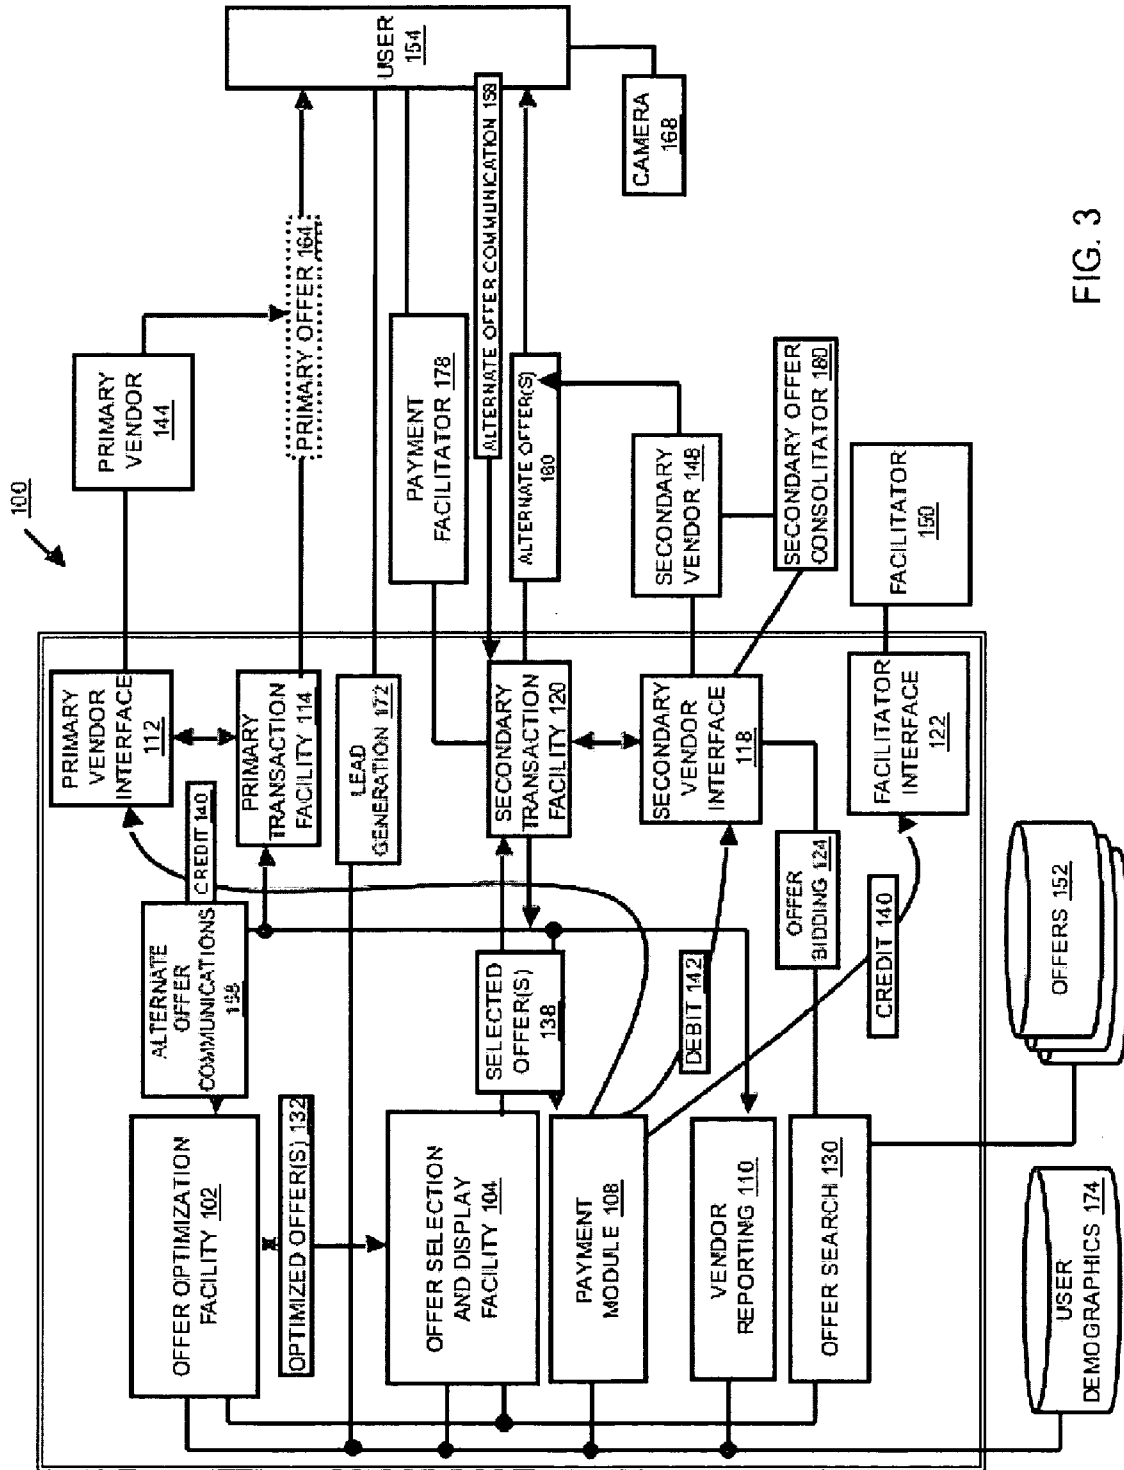 100
PRIMARY
VENDOR
144
PRIMARY OFFER 164
USER
154
CAMERA
168
PAYMENT
FACILITATOR 178
ALTERNATE OFFER COMMUNICATION 158
ALTERNATE OFFER(S)
160
SECONDARY
VENDOR 148
SECONDARY OFFER
CONSOLITATOR 180
FACILITATOR
150
PRIMARY
VENDOR
INTERFACE
112
PRIMARY
TRANSACTION
FACILITY 114
LEAD
GENERATION 172
SECONDARY
TRANSACTION
FACILITY 120
SECONDARY
VENDOR
INTERFACE
118
FACILITATOR
INTERFACE
122
CREDIT 140
ALTERNATE
OFFER
COMMUNICATIONS
158
SELECTED
OFFER(S)
138
DEBIT 142
OFFER
BIDDING 124
CREDIT 140
OFFER OPTIMIZATION
FACILITY 102
OPTIMIZED OFFER(S) 132
OFFER SELECTION
AND DISPLAY
FACILITY 104
PAYMENT
MODULE 108
VENDOR
REPORTING 110
OFFER SEARCH 130
OFFERS 152
USER
DEMOGRAPHICS 174
FIG. 3